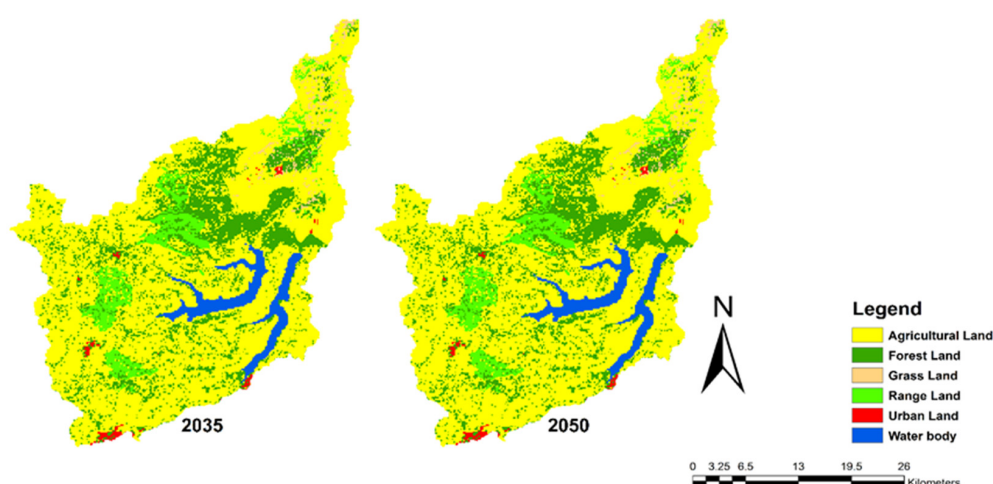 2035
2050
N
Legend
Agricultural Land
Forest Land
Grass Land
Range Land
Urban Land
Water body
0 3.25 6.5 13 19.5 26
Kilometers